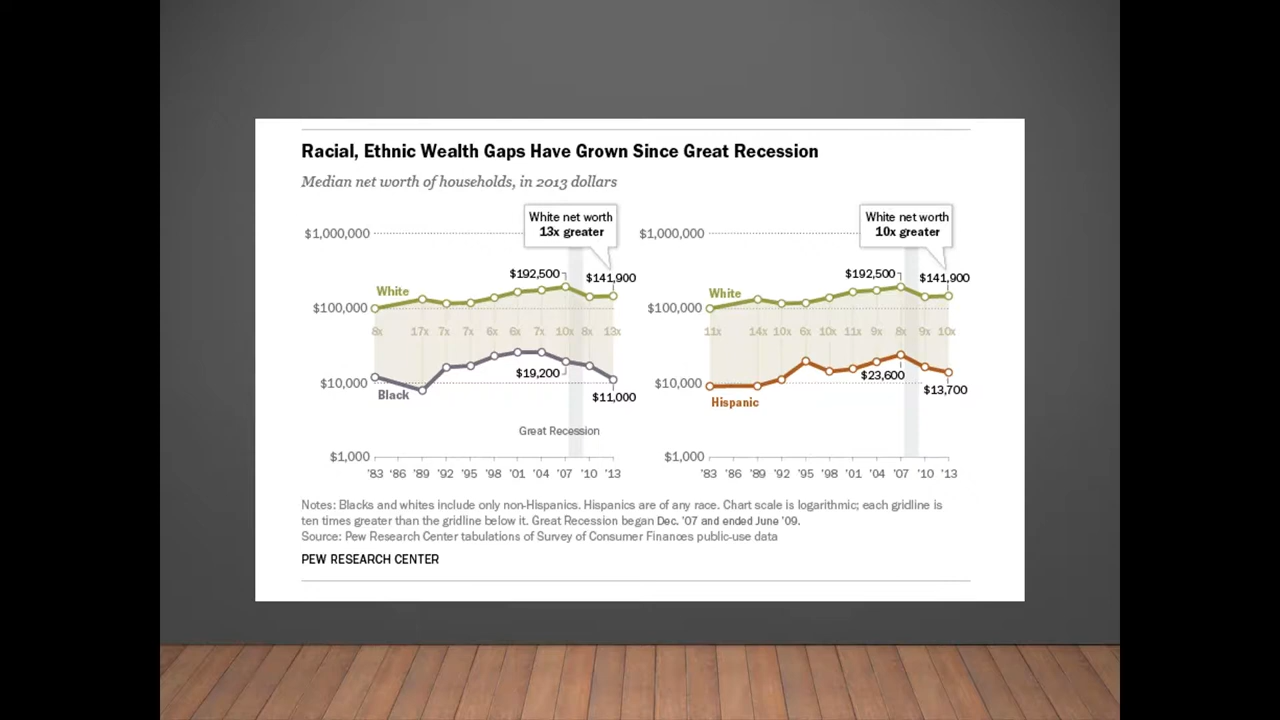 Racial, Ethnic Wealth Gaps Have Grown Since Great Recession
Median net worth of households, in 2013 dollars
White net worth
13x greater
$1,000,000
$192,500
$141,900
White
$100,000
8x 17x 7x 7x 6x 6x 7x 10x 8x 13x
$19,200
$10,000
Black
$11,000
Great Recession
$1,000
'83 '86 '89 '92 '95 '98 '01 '04 '07 '10 '13
White net worth
10x greater
$1,000,000
$192,500
$141,900
White
$100,000
11x 14x 10x 6x 10x 11x 9x 8x 9x 10x
$23,600
$10,000
$13,700
Hispanic
$1,000
'83 '86 '89 '92 '95 '98 '01 '04 '07 '10 '13
Notes: Blacks and whites include only non-Hispanics. Hispanics are of any race. Chart scale is logarithmic; each gridline is
ten times greater than the gridline below it. Great Recession began Dec. '07 and ended June '09.
Source: Pew Research Center tabulations of Survey of Consumer Finances public-use data
PEW RESEARCH CENTER